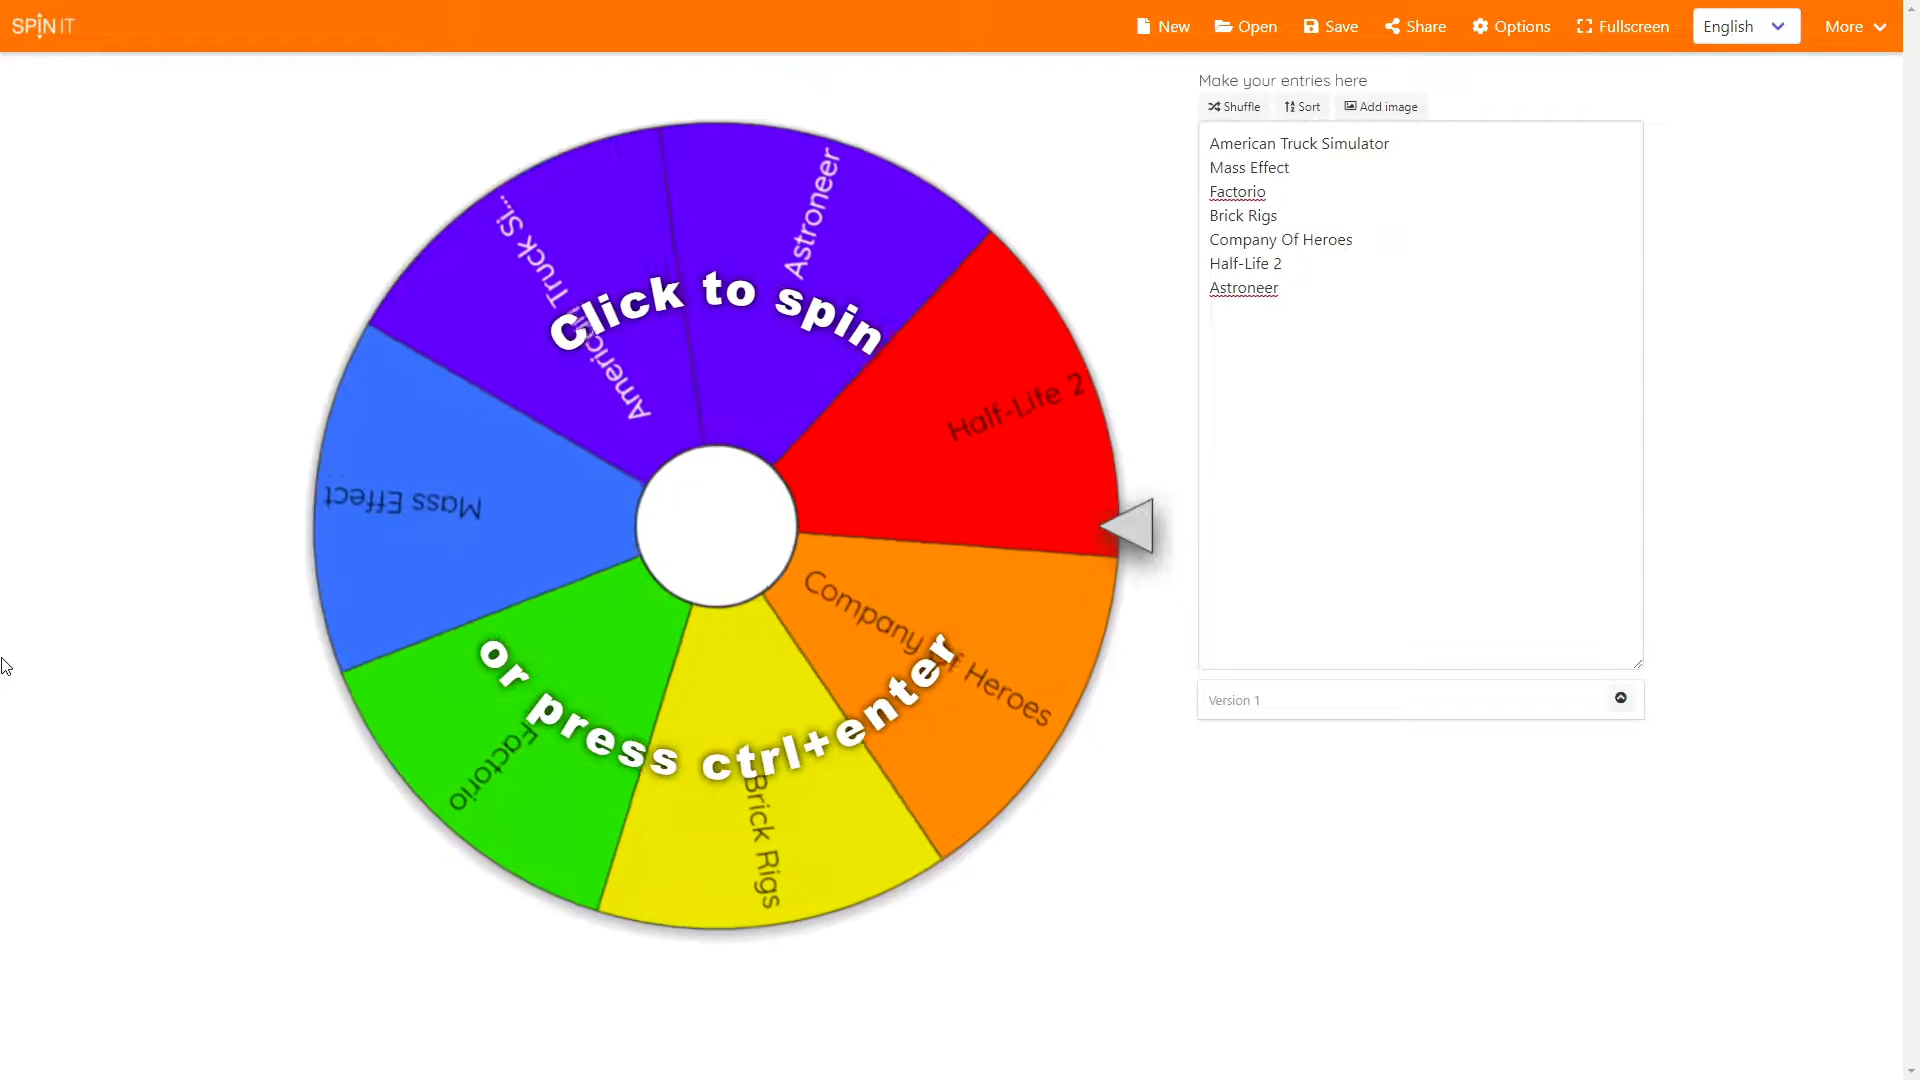 SPIN IT
New Open Save Share Options Fullscreen English More
Make your entries here
Shuffle Sort Add image
American Truck Simulator
Mass Effect
Factorio
Brick Rigs
Company Of Heroes
Half-Life 2
Astroneer
Version 1
Click to spin
or press ctrl+enter
American Truck Si...
Astroneer
Half-Life 2
Company Of Heroes
Brick Rigs
Factorio
Mass Effect